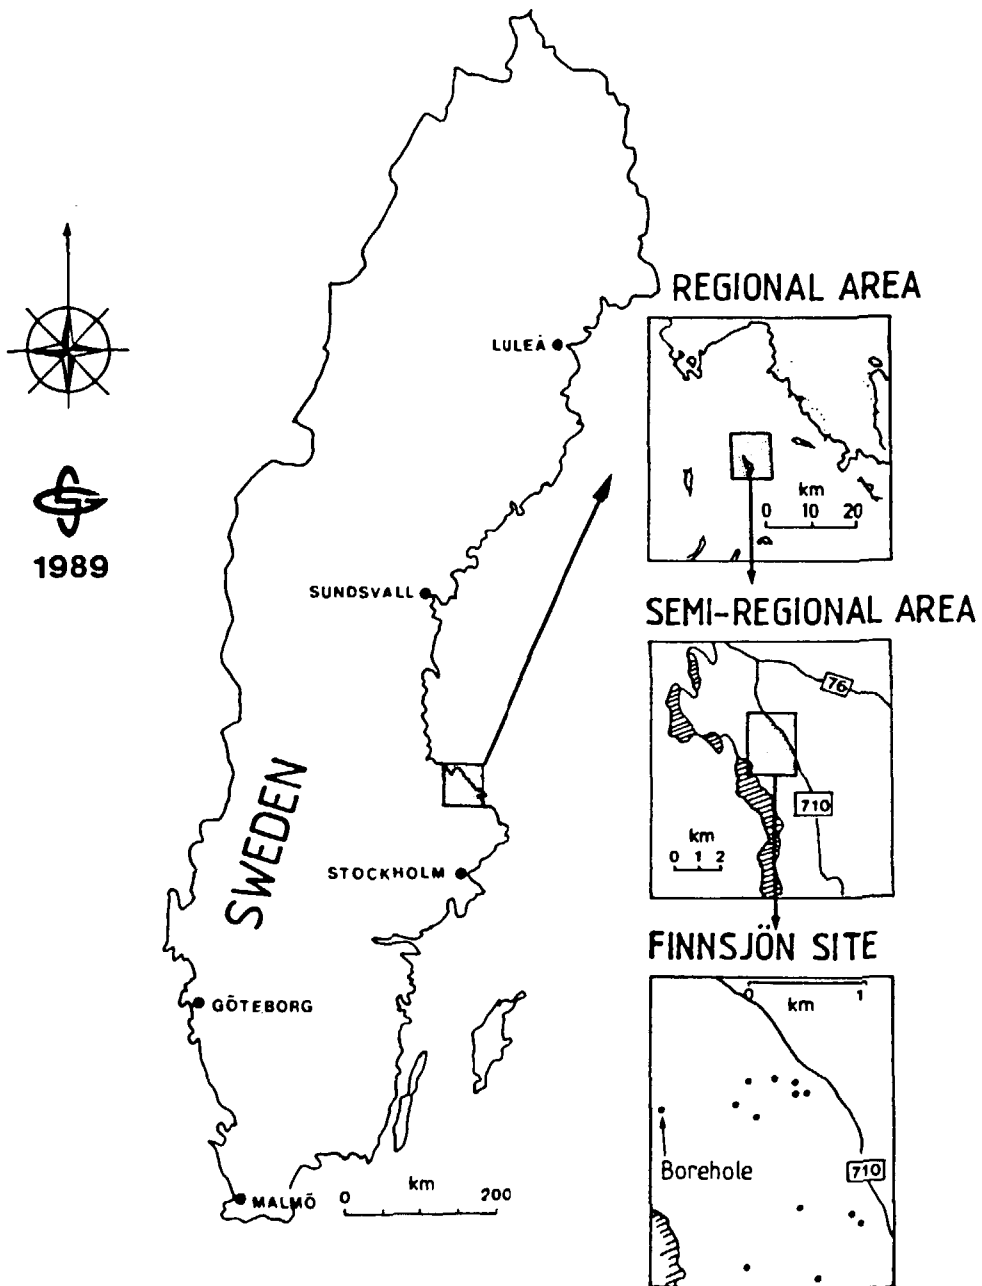 REGIONAL AREA
LULEÅ
km
0 10 20
1989
SUNDSVALL
SEMI-REGIONAL AREA
76
710
km
0 1 2
SWEDEN
STOCKHOLM
FINNSJÖN SITE
0 1
km
GÖTEBORG
Borehole
710
MALMÖ
km
0 200